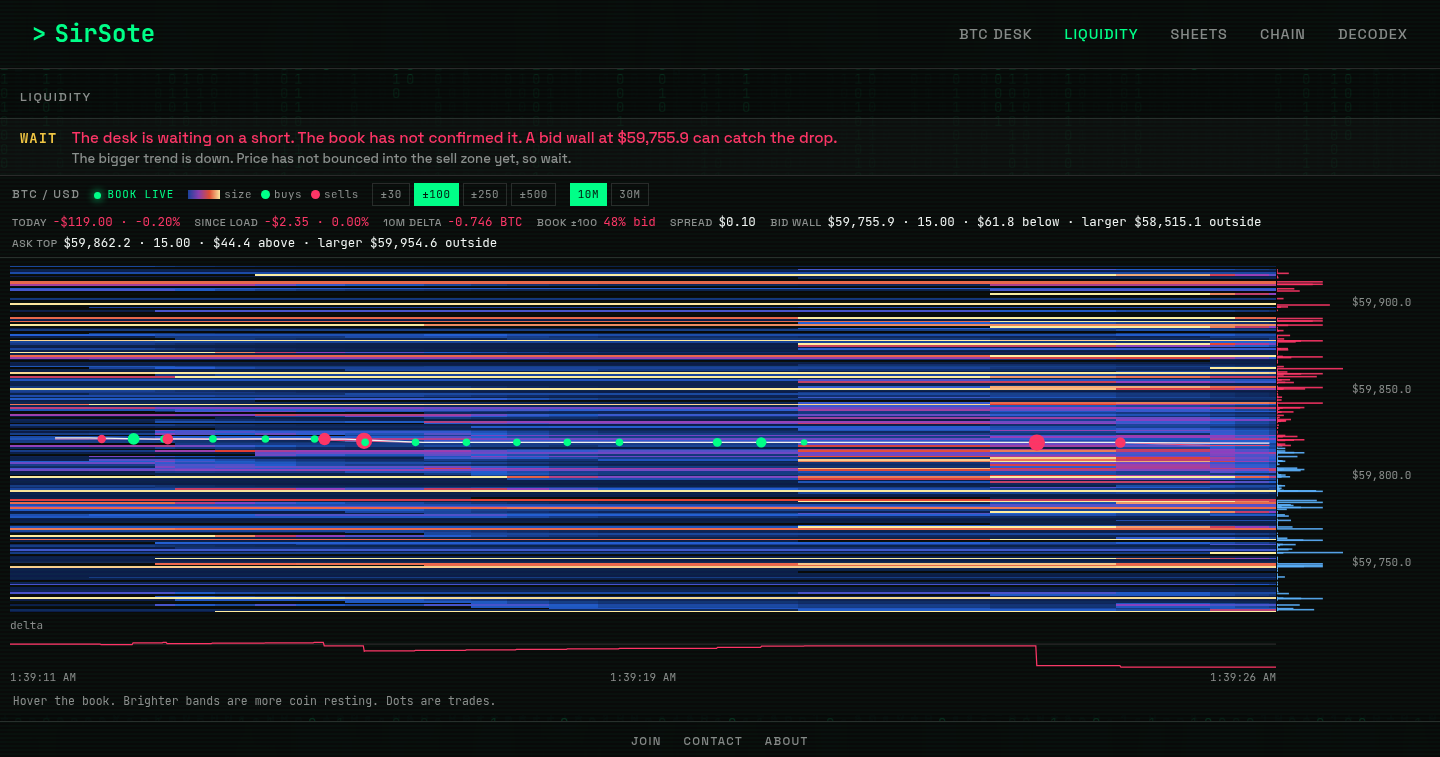 > SirSote
BTC DESK LIQUIDITY SHEETS CHAIN DECODEX
LIQUIDITY
WAIT The desk is waiting on a short. The book has not confirmed it. A bid wall at $59,755.9 can catch the drop.
The bigger trend is down. Price has not bounced into the sell zone yet, so wait.
BTC / USD BOOK LIVE size buys sells ±30 ±100 ±250 ±500 10M 30M
TODAY -$119.00 · -0.20% SINCE LOAD -$2.35 · 0.00% 10M DELTA -0.746 BTC BOOK ±100 48% bid SPREAD $0.10 BID WALL $59,755.9 · 15.00 · $61.8 below · larger $58,515.1 outside
ASK TOP $59,862.2 · 15.00 · $44.4 above · larger $59,954.6 outside
$59,900.0
$59,850.0
$59,800.0
$59,750.0
delta
1:39:11 AM 1:39:19 AM 1:39:26 AM
Hover the book. Brighter bands are more coin resting. Dots are trades.
JOIN CONTACT ABOUT